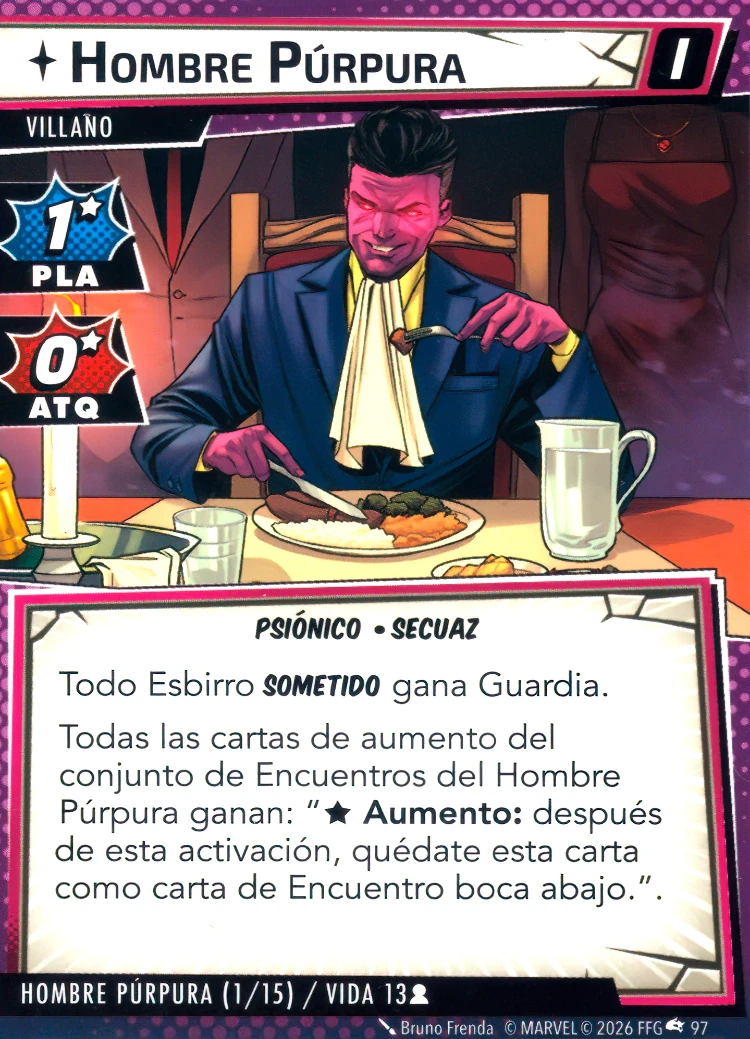 HOMBRE PÚRPURA
I
VILLANO
1★
PLA
0★
ATQ
PSIÓNICO • SECUAZ
Todo Esbirro SOMETIDO gana Guardia.
Todas las cartas de aumento del
conjunto de Encuentros del Hombre
Púrpura ganan: “★ Aumento: después
de esta activación, quédate esta carta
como carta de Encuentro boca abajo.”.
HOMBRE PÚRPURA (1/15) / VIDA 13
Bruno Frenda © MARVEL © 2026 FFG 97